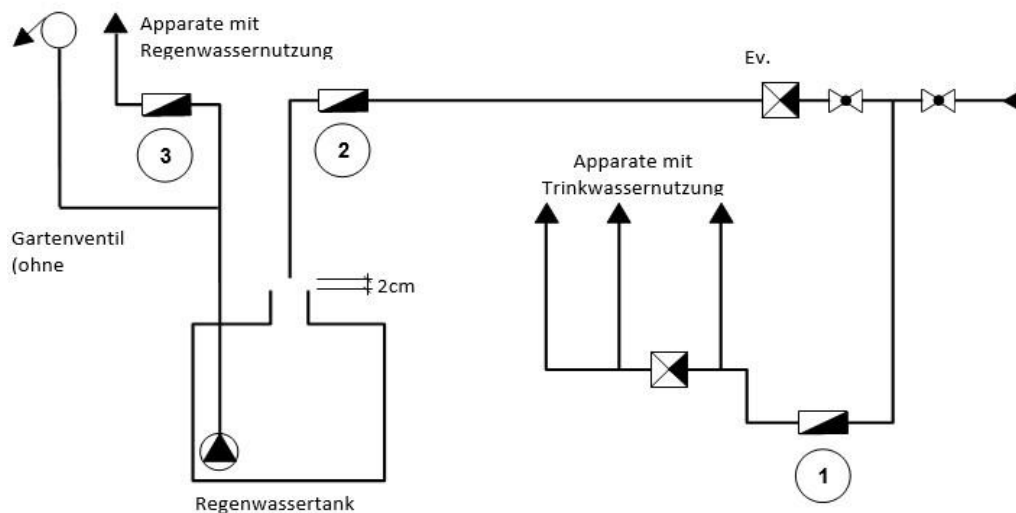 Apparate mit
Regenwassernutzung
Ev.
3
2
Apparate mit
Trinkwassernutzung
Gartenventil
(ohne
2cm
1
Regenwassertank